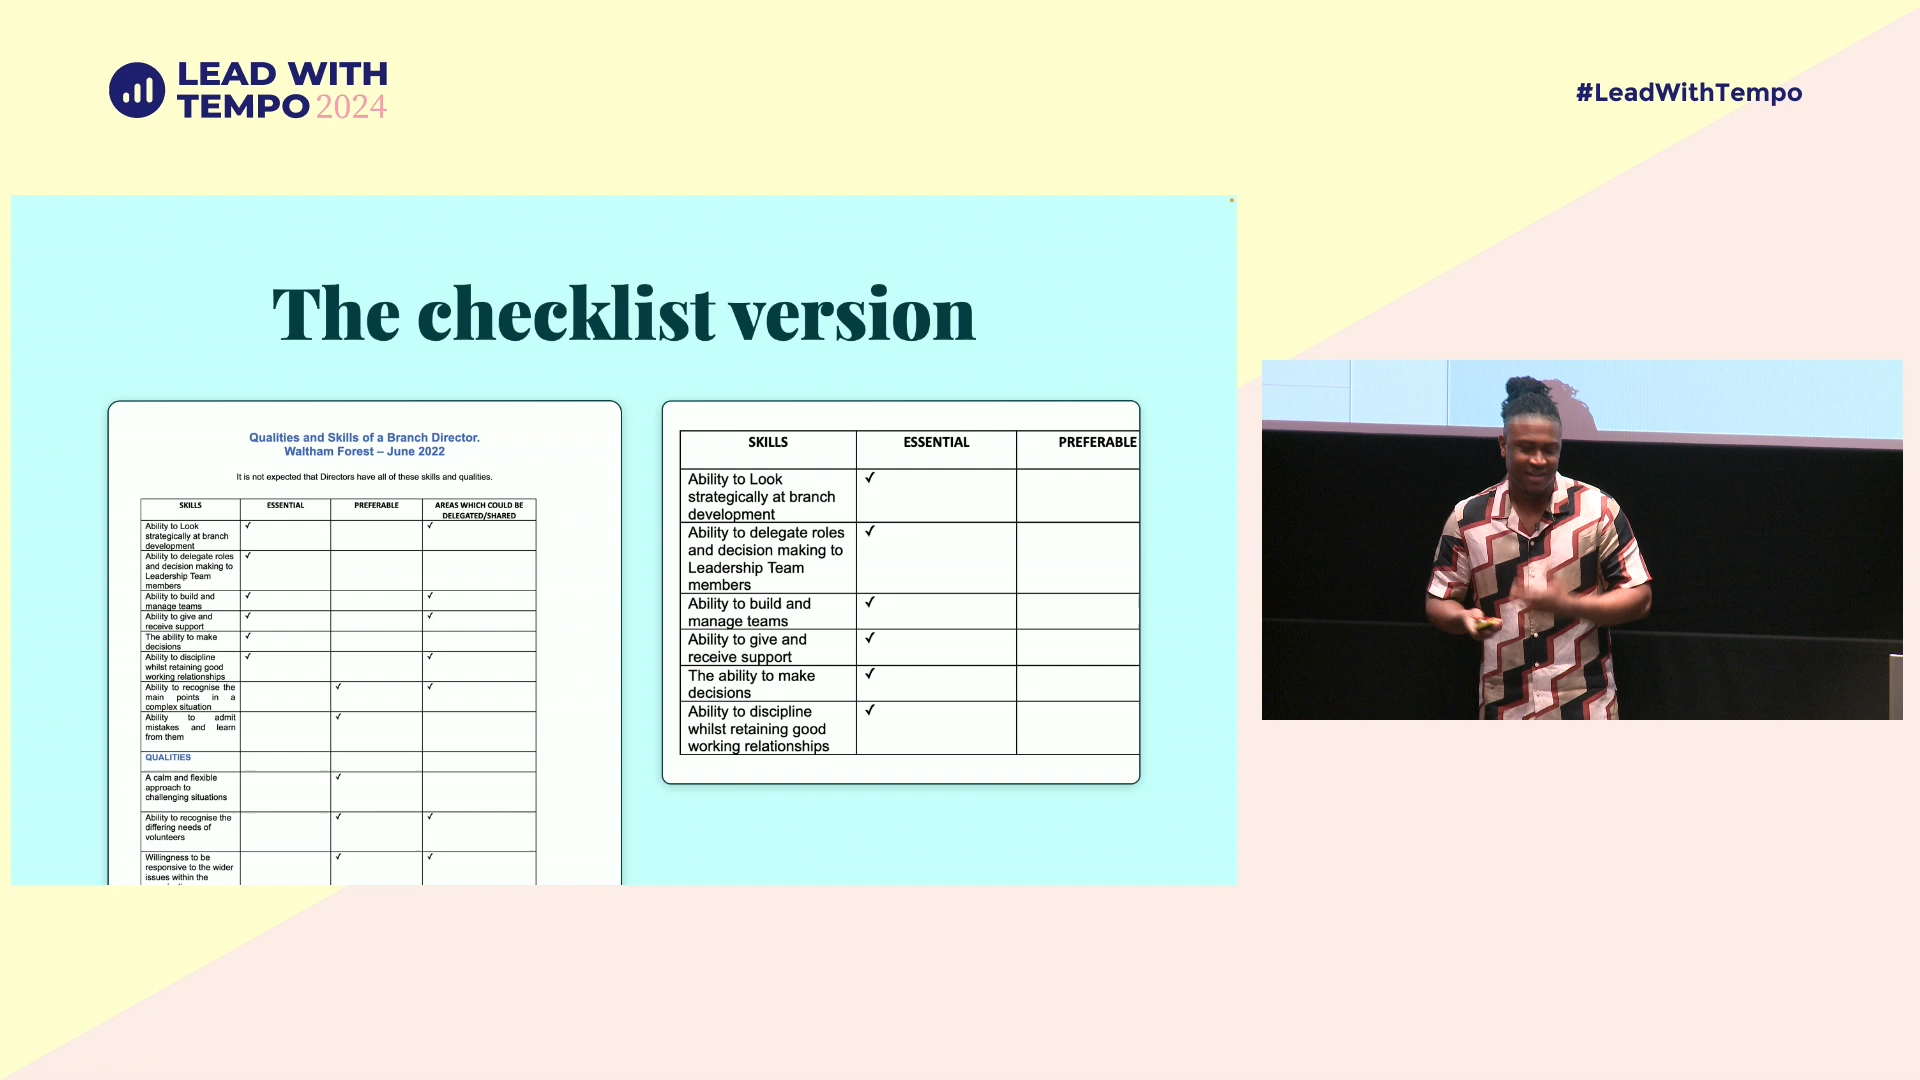 LEAD WITH
TEMPO 2024
#LeadWithTempo
The checklist version
Qualities and Skills of a Branch Director.
Waltham Forest – June 2022
It is not expected that Directors have all of these skills and qualities.
SKILLS ESSENTIAL PREFERABLE AREAS WHICH COULD BE
DELEGATED/SHARED
Ability to Look ✓ ✓
strategically at branch
development
Ability to delegate roles ✓
and decision making to
Leadership Team
members
Ability to build and ✓ ✓
manage teams
Ability to give and ✓ ✓
receive support
The ability to make ✓
decisions
Ability to discipline ✓ ✓
whilst retaining good
working relationships
Ability to recognise the ✓ ✓
main points in a
complex situation
Ability to admit ✓
mistakes and learn
from them
QUALITIES
A calm and flexible ✓
approach to
challenging situations
Ability to recognise the ✓ ✓
differing needs of
volunteers
Willingness to be ✓ ✓
responsive to the wider
issues within the
SKILLS ESSENTIAL PREFERABLE
Ability to Look ✓
strategically at branch
development
Ability to delegate roles ✓
and decision making to
Leadership Team
members
Ability to build and ✓
manage teams
Ability to give and ✓
receive support
The ability to make ✓
decisions
Ability to discipline ✓
whilst retaining good
working relationships